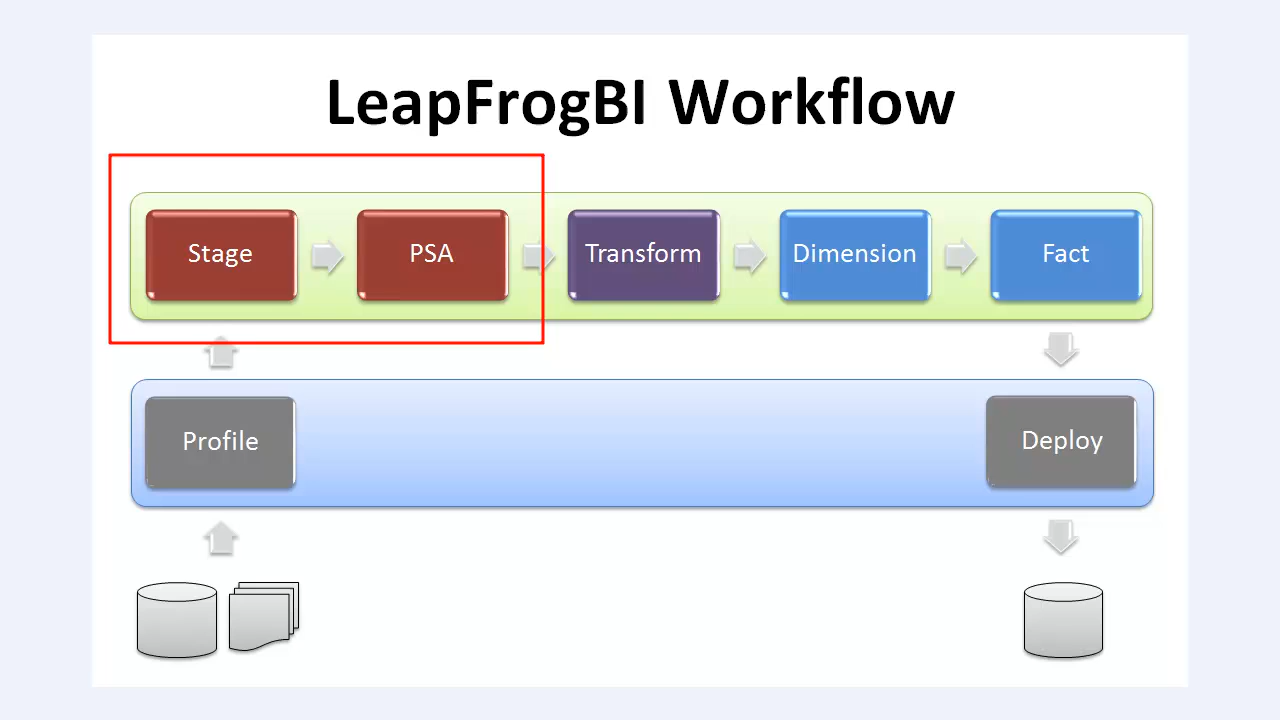 LeapFrogBI Workflow
Stage
PSA
Transform
Dimension
Fact
Profile
Deploy